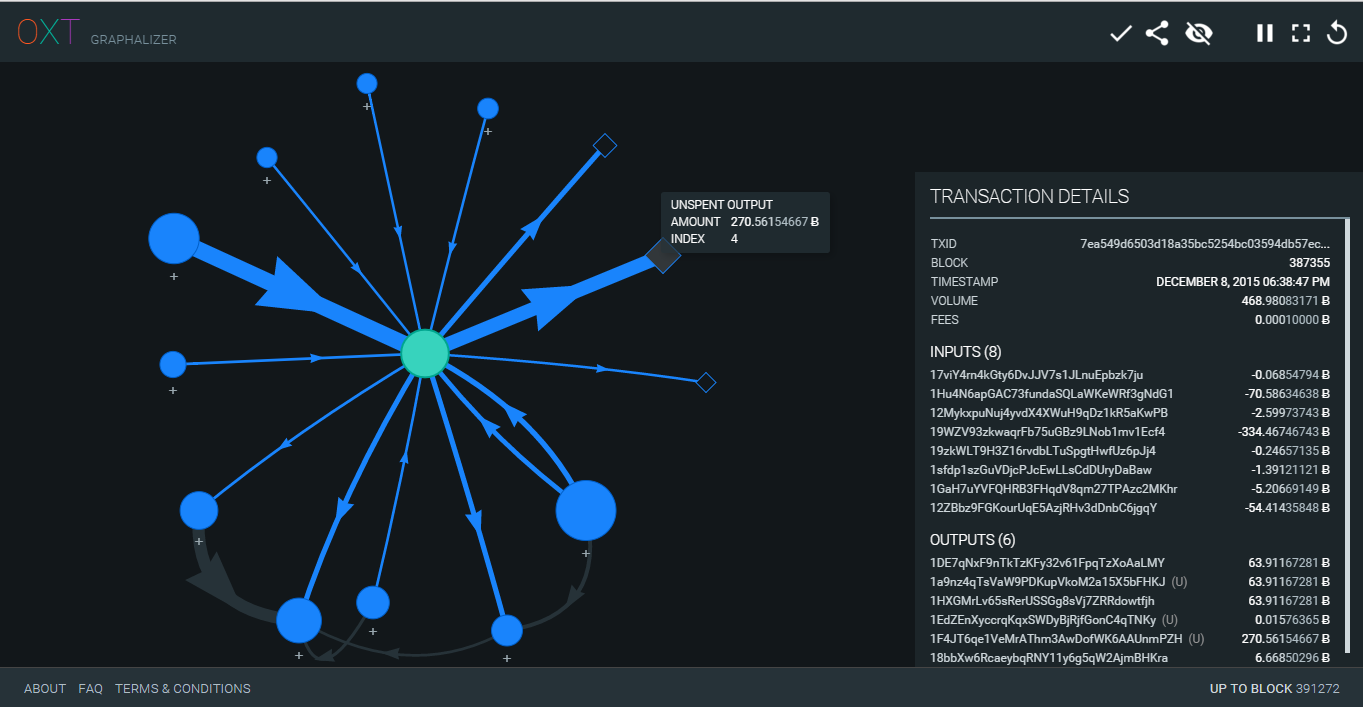 OXT GRAPHALIZER
+
+
+
+
+
+
+
+
+
+
UNSPENT OUTPUT
AMOUNT 270.56154667 Ƀ
INDEX 4
TRANSACTION DETAILS
TXID 7ea549d6503d18a35bc5254bc03594db57ec...
BLOCK 387355
TIMESTAMP DECEMBER 8, 2015 06:38:47 PM
VOLUME 468.98083171 Ƀ
FEES 0.00010000 Ƀ
INPUTS (8)
17viY4rn4kGty6DvJJV7s1JLnuEpbzk7ju -0.06854794 Ƀ
1Hu4N6apGAC73fundaSQLaWKeWRf3gNdG1 -70.58634638 Ƀ
12MykxpuNuj4yvdX4XWuH9qDz1kR5aKwPB -2.59973743 Ƀ
19WZV93zkwaqrFb75uGBz9LNob1mv1Ecf4 -334.46746743 Ƀ
19zkWLT9H3Z16rvdbLTuSpgtHwfUz6pJj4 -0.24657135 Ƀ
1sfdp1szGuVDjcPJcEwLLsCdDUryDaBaw -1.39121121 Ƀ
1GaH7uYVFQHRB3FHqdV8qm27TPAzc2MKhr -5.20669149 Ƀ
12ZBbz9FGKourUqE5AzjRHv3dDnbC6jgqY -54.41435848 Ƀ
OUTPUTS (6)
1DE7qNxF9nTkTzKFy32v61FpqTzXoAaLMY 63.91167281 Ƀ
1a9nz4qTsVaW9PDKupVkoM2a15X5bFHKJ (U) 63.91167281 Ƀ
1HXGMrLv65sRerUSSGg8sVj7ZRRdowtfjh 63.91167281 Ƀ
1EdZEnXyccrqKqxSWDyBjRjfGonC4qTNKy (U) 0.01576365 Ƀ
1F4JT6qe1VeMrAThm3AwDofWK6AAUnmPZH (U) 270.56154667 Ƀ
18bbXw6RcaeybqRNY11y6g5qW2AjmBHKra 6.66850296 Ƀ
ABOUT FAQ TERMS & CONDITIONS
UP TO BLOCK 391272